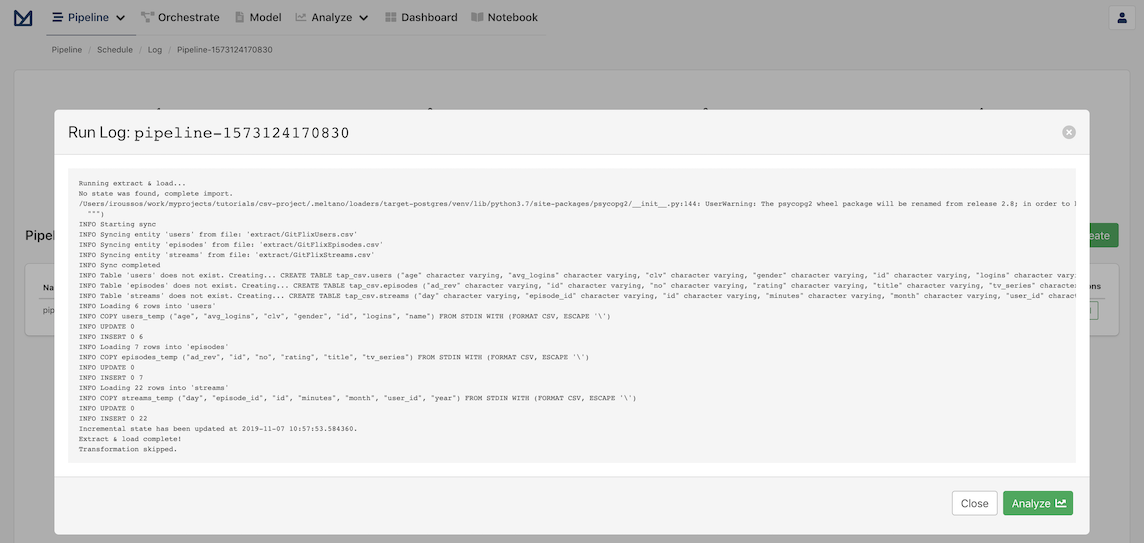 Pipeline Orchestrate Model Analyze Dashboard Notebook
Pipeline / Schedule / Log / Pipeline-1573124170830
Run Log: pipeline-1573124170830
Running extract & load...
No state was found, complete import.
/Users/iroussos/work/myprojects/tutorials/csv-project/.meltano/loaders/target-postgres/venv/lib/python3.7/site-packages/psycopg2/__init__.py:144: UserWarning: The psycopg2 wheel package will be renamed from release 2.8; in order to
""")
INFO Starting sync
INFO Syncing entity 'users' from file: 'extract/GitFlixUsers.csv'
INFO Syncing entity 'episodes' from file: 'extract/GitFlixEpisodes.csv'
INFO Syncing entity 'streams' from file: 'extract/GitFlixStreams.csv'
INFO Sync completed
INFO Table 'users' does not exist. Creating... CREATE TABLE tap_csv.users ("age" character varying, "avg_logins" character varying, "clv" character varying, "gender" character varying, "id" character varying, "logins" character vary
INFO Table 'episodes' does not exist. Creating... CREATE TABLE tap_csv.episodes ("ad_rev" character varying, "id" character varying, "no" character varying, "rating" character varying, "title" character varying, "tv_series" character
INFO Table 'streams' does not exist. Creating... CREATE TABLE tap_csv.streams ("day" character varying, "episode_id" character varying, "id" character varying, "minutes" character varying, "month" character varying, "user_id" charact
INFO Loading 6 rows into 'users'
INFO COPY users_temp ("age", "avg_logins", "clv", "gender", "id", "logins", "name") FROM STDIN WITH (FORMAT CSV, ESCAPE '\')
INFO UPDATE 0
INFO INSERT 0 6
INFO Loading 7 rows into 'episodes'
INFO COPY episodes_temp ("ad_rev", "id", "no", "rating", "title", "tv_series") FROM STDIN WITH (FORMAT CSV, ESCAPE '\')
INFO UPDATE 0
INFO INSERT 0 7
INFO Loading 22 rows into 'streams'
INFO COPY streams_temp ("day", "episode_id", "id", "minutes", "month", "user_id", "year") FROM STDIN WITH (FORMAT CSV, ESCAPE '\')
INFO UPDATE 0
INFO INSERT 0 22
Incremental state has been updated at 2019-11-07 10:57:53.584360.
Extract & load complete!
Transformation skipped.
Close Analyze